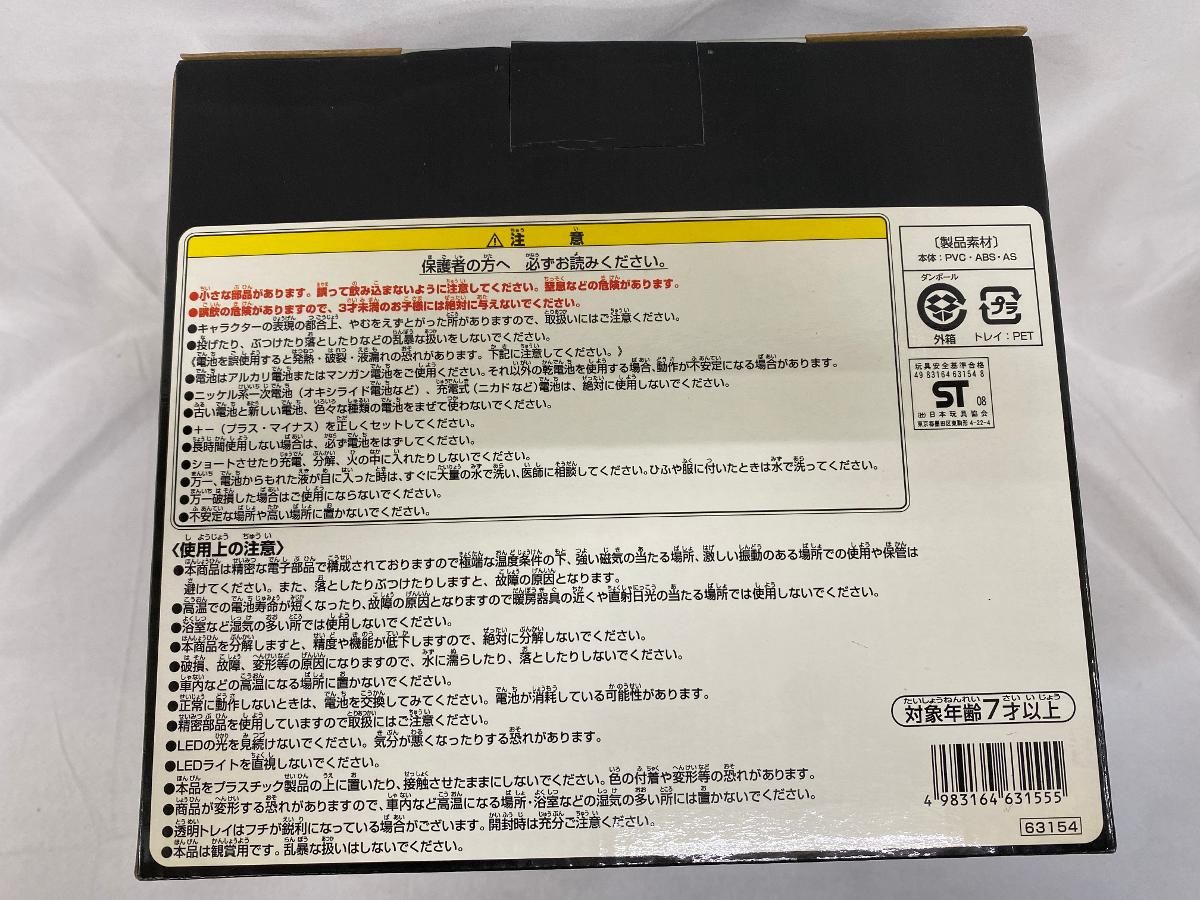 ⚠注 意
保護者の方へ 必ずお読みください。
●小さな部品があります。誤って飲み込まないように注意してください。窒息などの危険があります。
●誤飲の危険がありますので、3才未満のお子様には絶対に与えないでください。
●キャラクターの表現の都合上、やむをえずとがった所がありますので、取扱いにはご注意ください。
●投げたり、ぶつけたり落としたりなどの乱暴な扱いをしないでください。
《電池を誤使用すると発熱・破裂・液漏れの恐れがあります。下記に注意してください。》
●電池はアルカリ電池またはマンガン電池をご使用ください。それ以外の乾電池を使用する場合、動作が不安定になる場合があります。
●ニッケル系一次電池(オキシライド電池など)、充電式(ニカドなど)電池は、絶対に使用しないでください。
●古い電池と新しい電池、色々な種類の電池をまぜて使わないでください。
●+−(プラス・マイナス)を正しくセットしてください。
●長時間使用しない場合は、必ず電池をはずしてください。
●ショートさせたり充電、分解、火の中に入れたりしないでください。
●万一、電池からもれた液が目に入った時は、すぐに大量の水で洗い、医師に相談してください。ひふや服に付いたときは水で洗ってください。
●万一破損した場合はご使用にならないでください。
●不安定な場所や高い場所に置かないでください。
〈使用上の注意〉
●本商品は精密な電子部品で構成されておりますので極端な温度条件の下、強い磁気の当たる場所、激しい振動のある場所での使用や保管は
避けてください。また、落としたりぶつけたりしますと、故障の原因となります。
●高温での電池寿命が短くなったり、故障の原因となりますので暖房器具の近くや直射日光の当たる場所では使用しないでください。
●浴室など湿気の多い所では使用しないでください。
●本商品を分解しますと、精度や機能が低下しますので、絶対に分解しないでください。
●破損、故障、変形等の原因になりますので、水に濡らしたり、落としたりしないでください。
●車内などの高温になる場所に置かないでください。
●正常に動作しないときは、電池を交換してみてください。電池が消耗している可能性があります。
●精密部品を使用していますので取扱にはご注意ください。
●LEDの光を見続けないでください。気分が悪くなったりする恐れがあります。
●LEDライトを直視しないでください。
●本品をプラスチック製品の上に置いたり、接触させたままにしないでください。色の付着や変形等の恐れがあります。
●商品が変形する恐れがありますので、車内など高温になる場所・浴室などの湿気の多い所には置かないでください。
●透明トレイはフチが鋭利になっている場合がございます。開封時は充分ご注意ください。
●本品は観賞用です。乱暴な扱いはしないでください。
〔製品素材〕
本体:PVC・ABS・AS
ダンボール
外箱
プラ
トレイ:PET
玩具安全基準合格
49 83164 63154 8
ST 08
㈳日本玩具協会
東京都墨田区東駒形4-22-4
対象年齢7才以上
4 983164 631555
63154